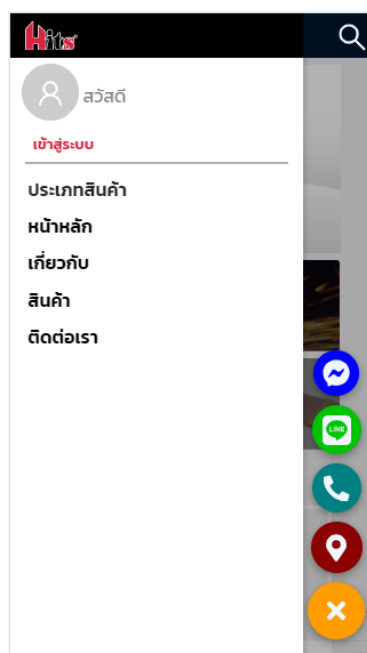 Hits
สวัสดี
เข้าสู่ระบบ
ประเภทสินค้า
หน้าหลัก
เกี่ยวกับ
สินค้า
ติดต่อเรา
LINE